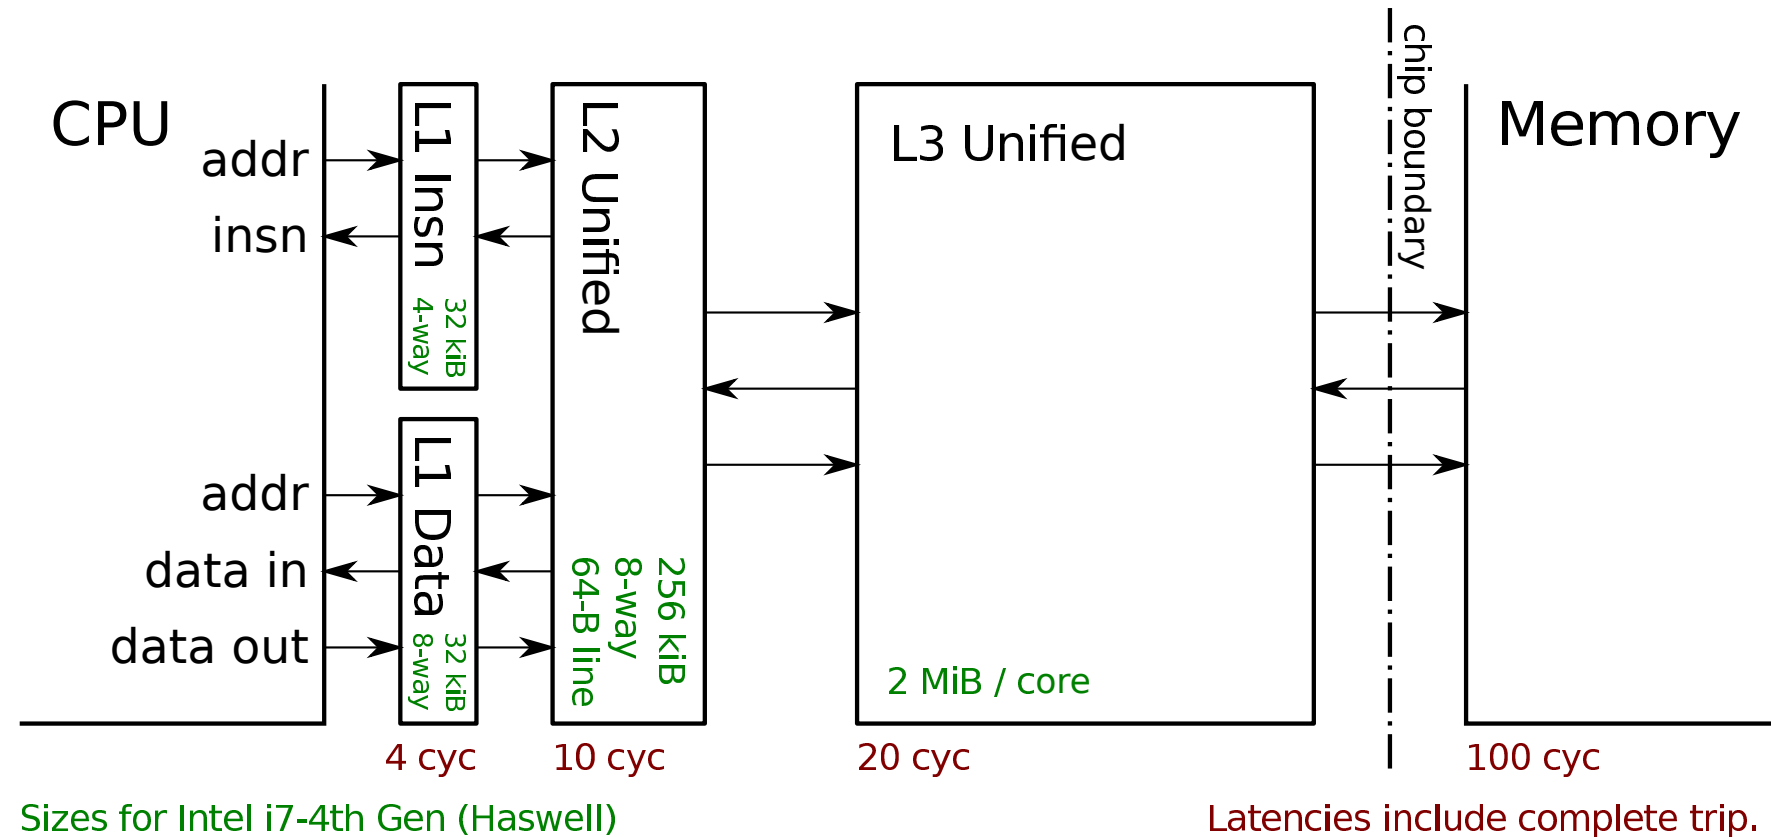 CPU
addr
insn
addr
data in
data out
L1 Insn
32 kiB
4-way
L1 Data
32 kiB
8-way
L2 Unified
256 kiB
8-way
64-B line
L3 Unified
2 MiB / core
chip boundary
Memory
4 cyc
10 cyc
20 cyc
100 cyc
Sizes for Intel i7-4th Gen (Haswell)
Latencies include complete trip.